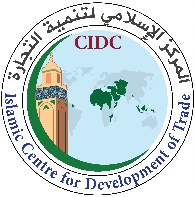 المركز الإسلامي لتنمية التجارة
CIDC
Islamic Centre for Development of Trade